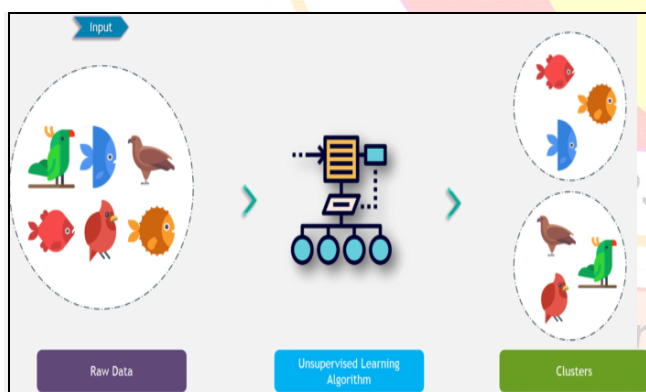 Input
Raw Data
Unsupervised Learning
Algorithm
Clusters